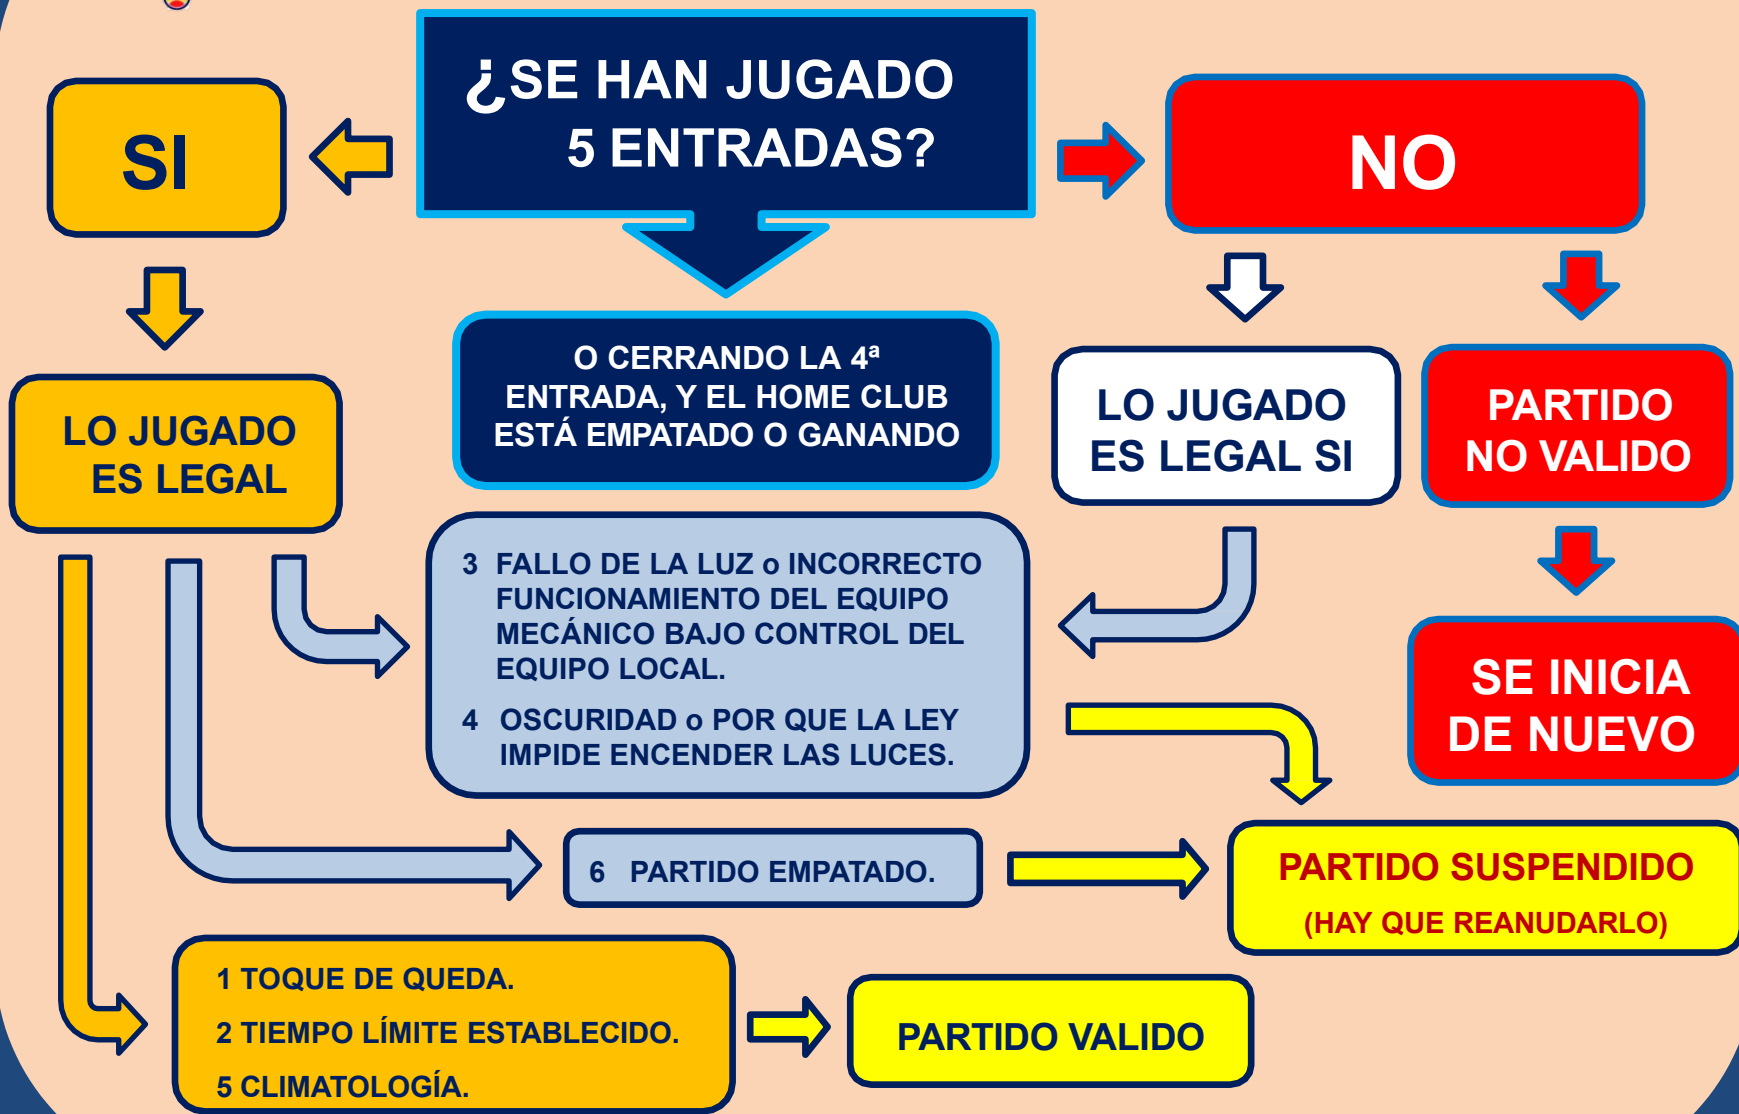 ¿SE HAN JUGADO
5 ENTRADAS?
SI
NO
O CERRANDO LA 4ª
ENTRADA, Y EL HOME CLUB
ESTÁ EMPATADO O GANANDO
LO JUGADO
ES LEGAL
LO JUGADO
ES LEGAL SI
PARTIDO
NO VALIDO
3 FALLO DE LA LUZ o INCORRECTO
FUNCIONAMIENTO DEL EQUIPO
MECÁNICO BAJO CONTROL DEL
EQUIPO LOCAL.
4 OSCURIDAD o POR QUE LA LEY
IMPIDE ENCENDER LAS LUCES.
SE INICIA
DE NUEVO
6 PARTIDO EMPATADO.
PARTIDO SUSPENDIDO
(HAY QUE REANUDARLO)
1 TOQUE DE QUEDA.
2 TIEMPO LÍMITE ESTABLECIDO.
5 CLIMATOLOGÍA.
PARTIDO VALIDO